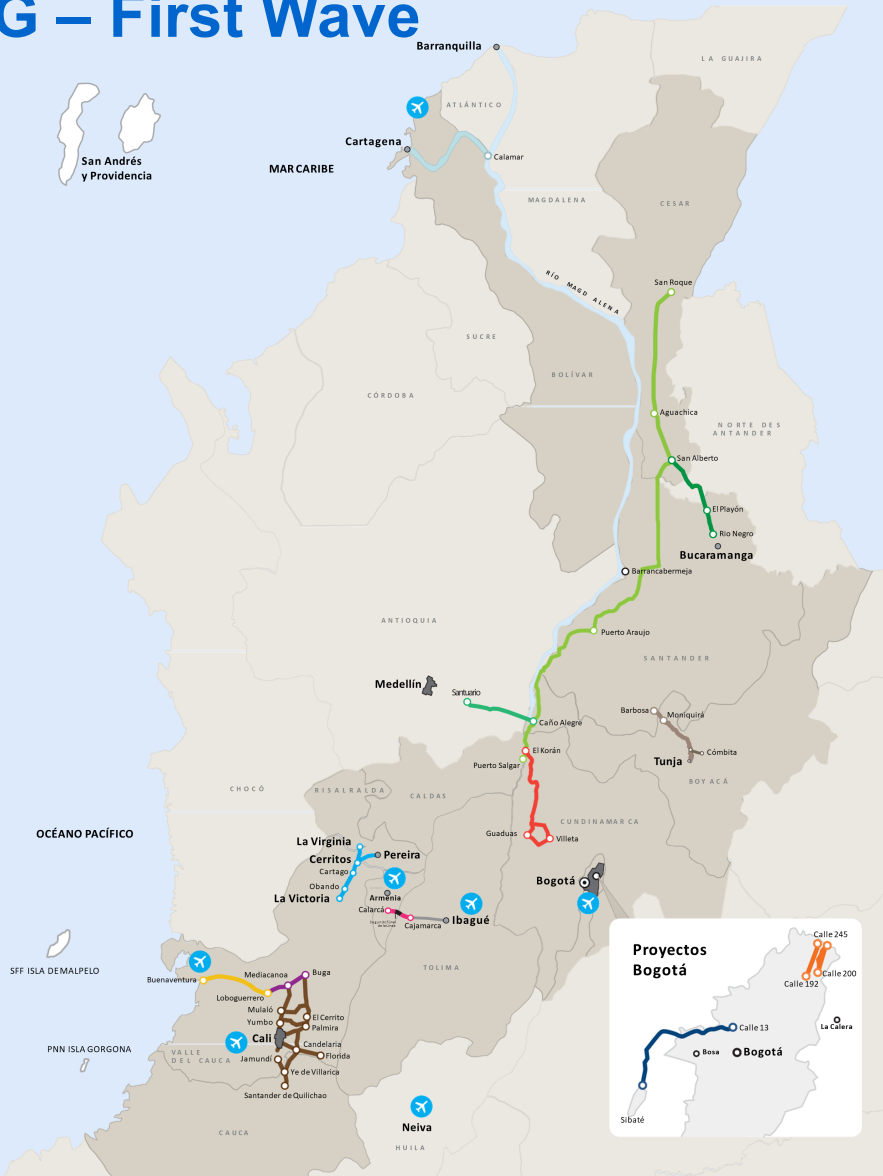 G – First Wave
Barranquilla
LA GUAJIRA
ATLÁNTICO
Cartagena
Calamar
San Andrés
y Providencia
MAR CARIBE
MAGDALENA
CESAR
RÍO MAGDALENA
San Roque
SUCRE
BOLÍVAR
CÓRDOBA
Aguachica
NORTE DES
ANTANDER
San Alberto
El Playón
Rio Negro
Bucaramanga
Barrancabermeja
ANTIOQUIA
Puerto Araujo
SANTANDER
Medellín
Santuario
Caño Alegre
Barbosa
Moniquirá
El Korán
Cómbita
Puerto Salgar
Tunja
BOYACÁ
CHOCÓ
RISALRALDA
CALDAS
CUNDINAMARCA
OCÉANO PACÍFICO
Guaduas
Villeta
La Virginia
Pereira
Cerritos
Cartago
Obando
La Victoria
Armenia
Bogotá
Calarcá
Cajamarca
Ibagué
TOLIMA
SFF ISLA DE MALPELO
Buenaventura
Mediacanoa
Buga
Loboguerrero
Mulaló
Yumbo
El Cerrito
Palmira
Cali
Candelaria
Florida
PNN ISLA GORGONA
VALLE
DEL CAUCA
Jamundí
Ye de Villarica
Santander de Quilichao
CAUCA
Neiva
HUILA
Proyectos
Bogotá
Calle 245
Calle 200
Calle 192
Calle 13
La Calera
Bosa
Bogotá
Sibaté